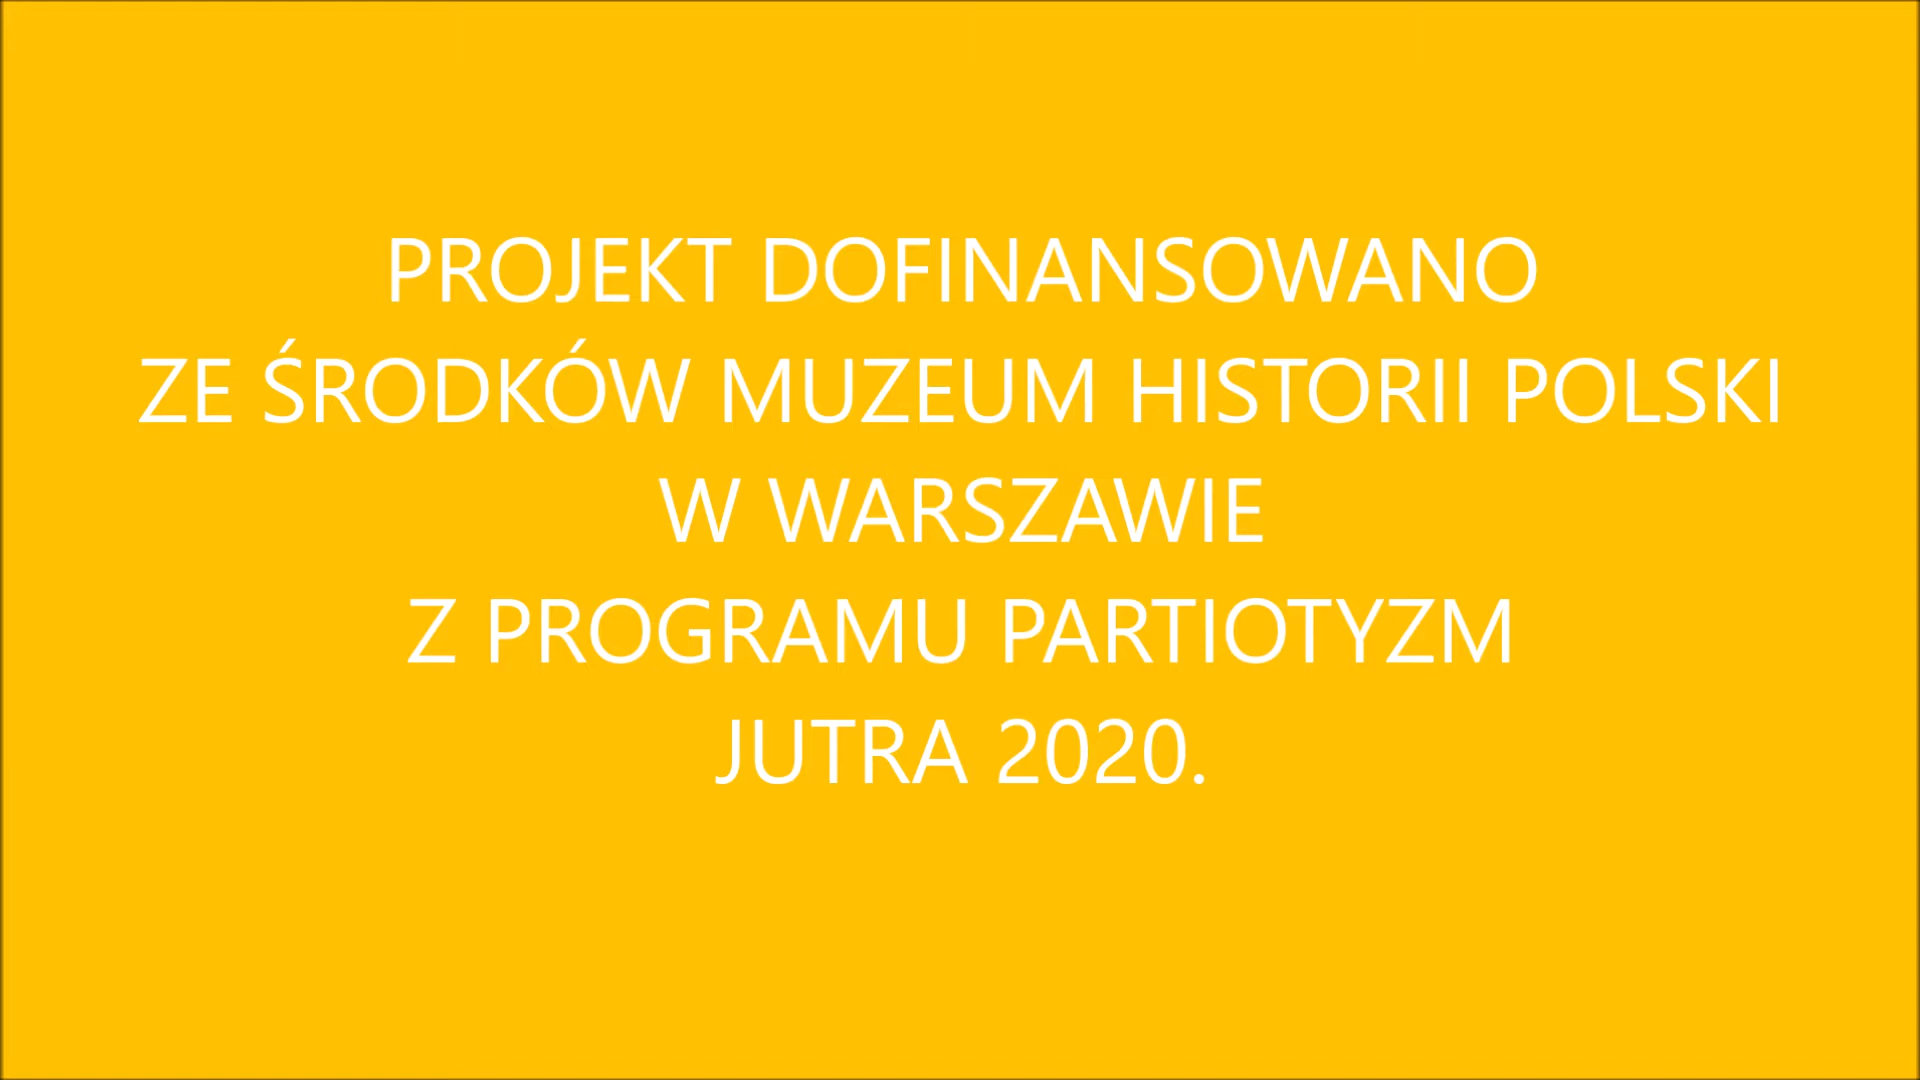 PROJEKT DOFINANSOWANO
ZE ŚRODKÓW MUZEUM HISTORII POLSKI
W WARSZAWIE
Z PROGRAMU PARTIOTYZM
JUTRA 2020.